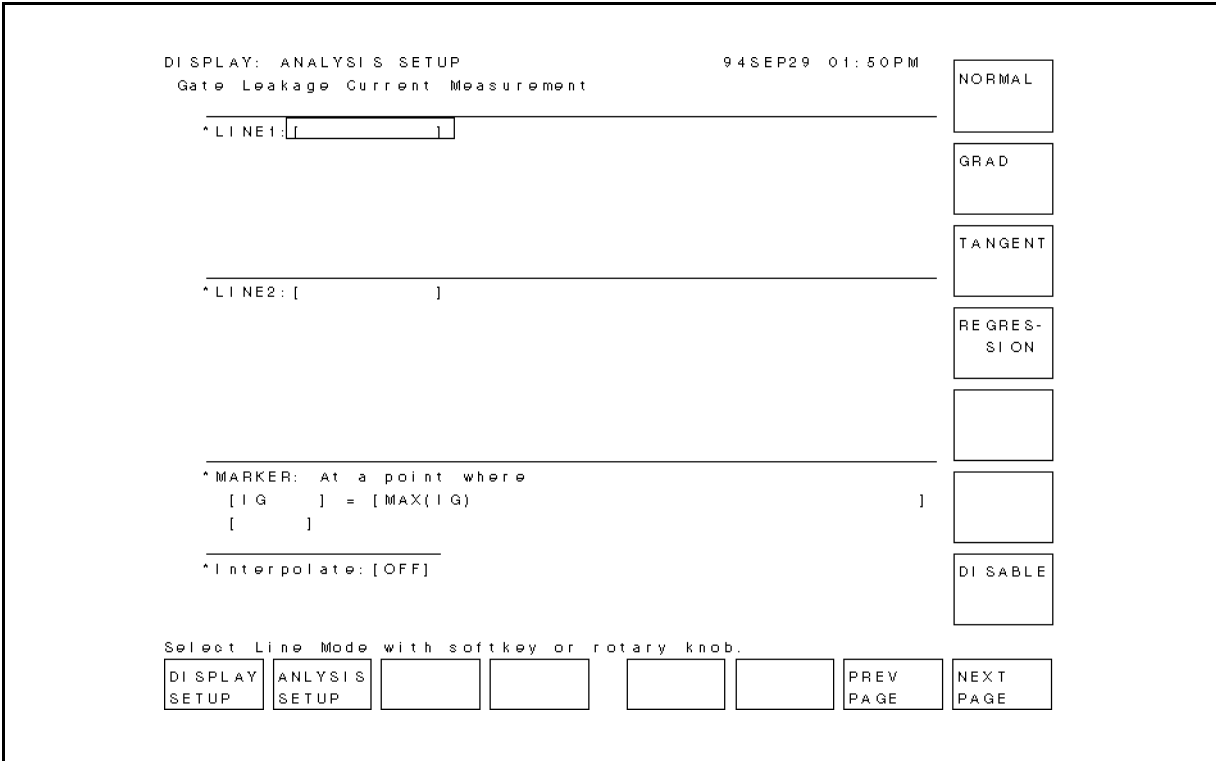 DISPLAY: ANALYSIS SETUP 94SEP29 01:50PM
Gate Leakage Current Measurement
NORMAL
*LINE1:[ ]
GRAD
TANGENT
*LINE2:[ ]
REGRES-
SION
*MARKER: At a point where
[IG ] = [MAX(IG) ]
[ ]
*Interpolate:[OFF]
DISABLE
Select Line Mode with softkey or rotary knob.
DISPLAY SETUP
ANLYSIS SETUP
PREV PAGE
NEXT PAGE